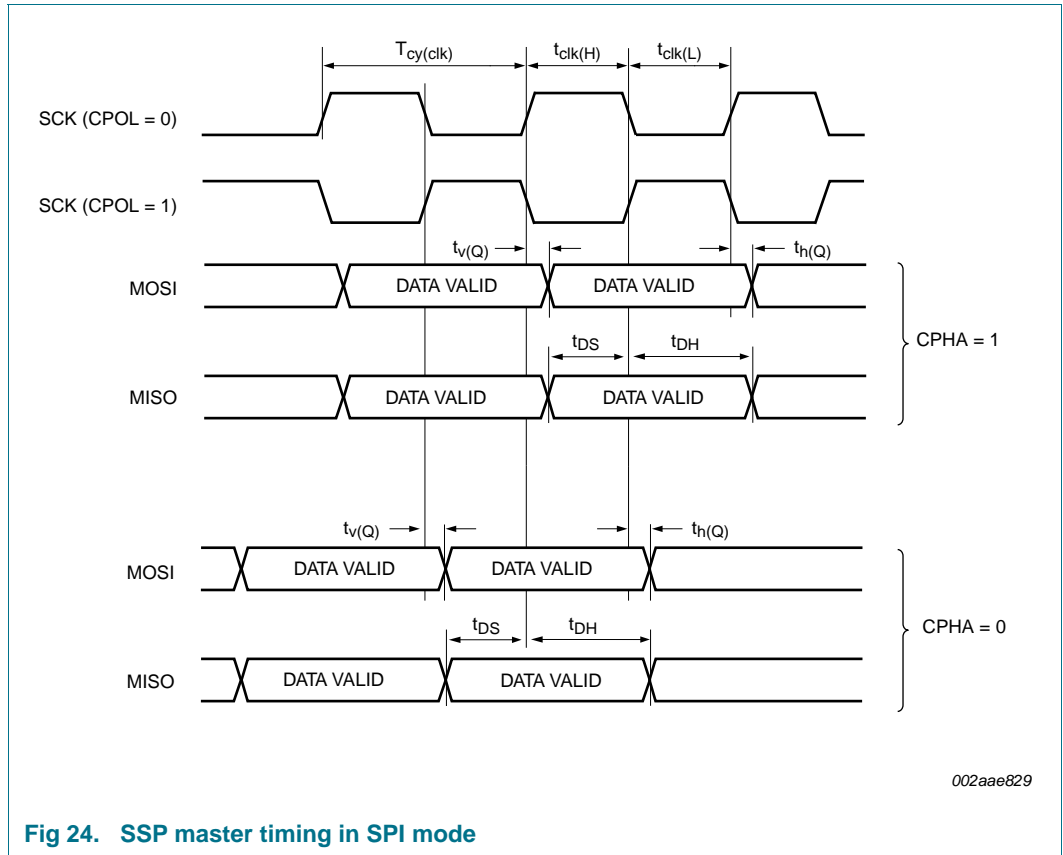 Tcy(clk) tclk(H) tclk(L)
SCK (CPOL = 0)
SCK (CPOL = 1)
tv(Q) th(Q)
MOSI DATA VALID DATA VALID
CPHA = 1
tDS tDH
MISO DATA VALID DATA VALID
tv(Q) th(Q)
MOSI DATA VALID DATA VALID
CPHA = 0
tDS tDH
MISO DATA VALID DATA VALID
002aae829
Fig 24. SSP master timing in SPI mode